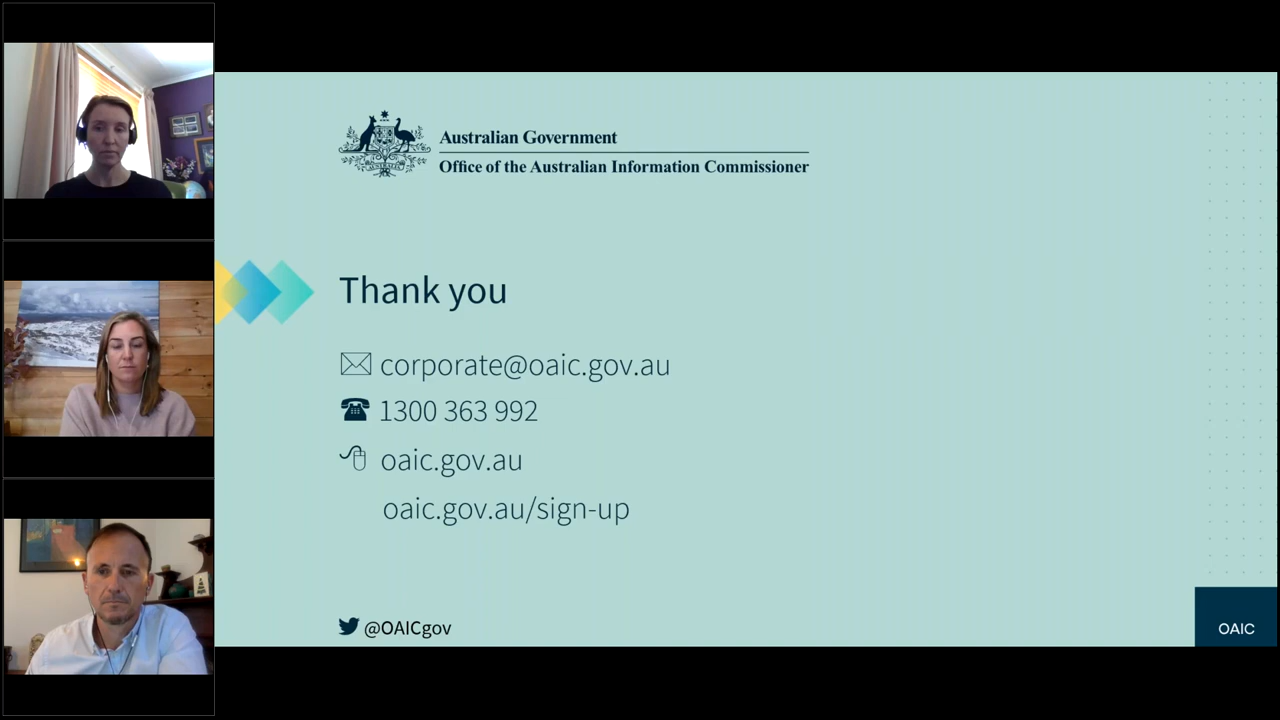 Australian Government
Office of the Australian Information Commissioner
Thank you
corporate@oaic.gov.au
1300 363 992
oaic.gov.au
oaic.gov.au/sign-up
@OAICgov
OAIC